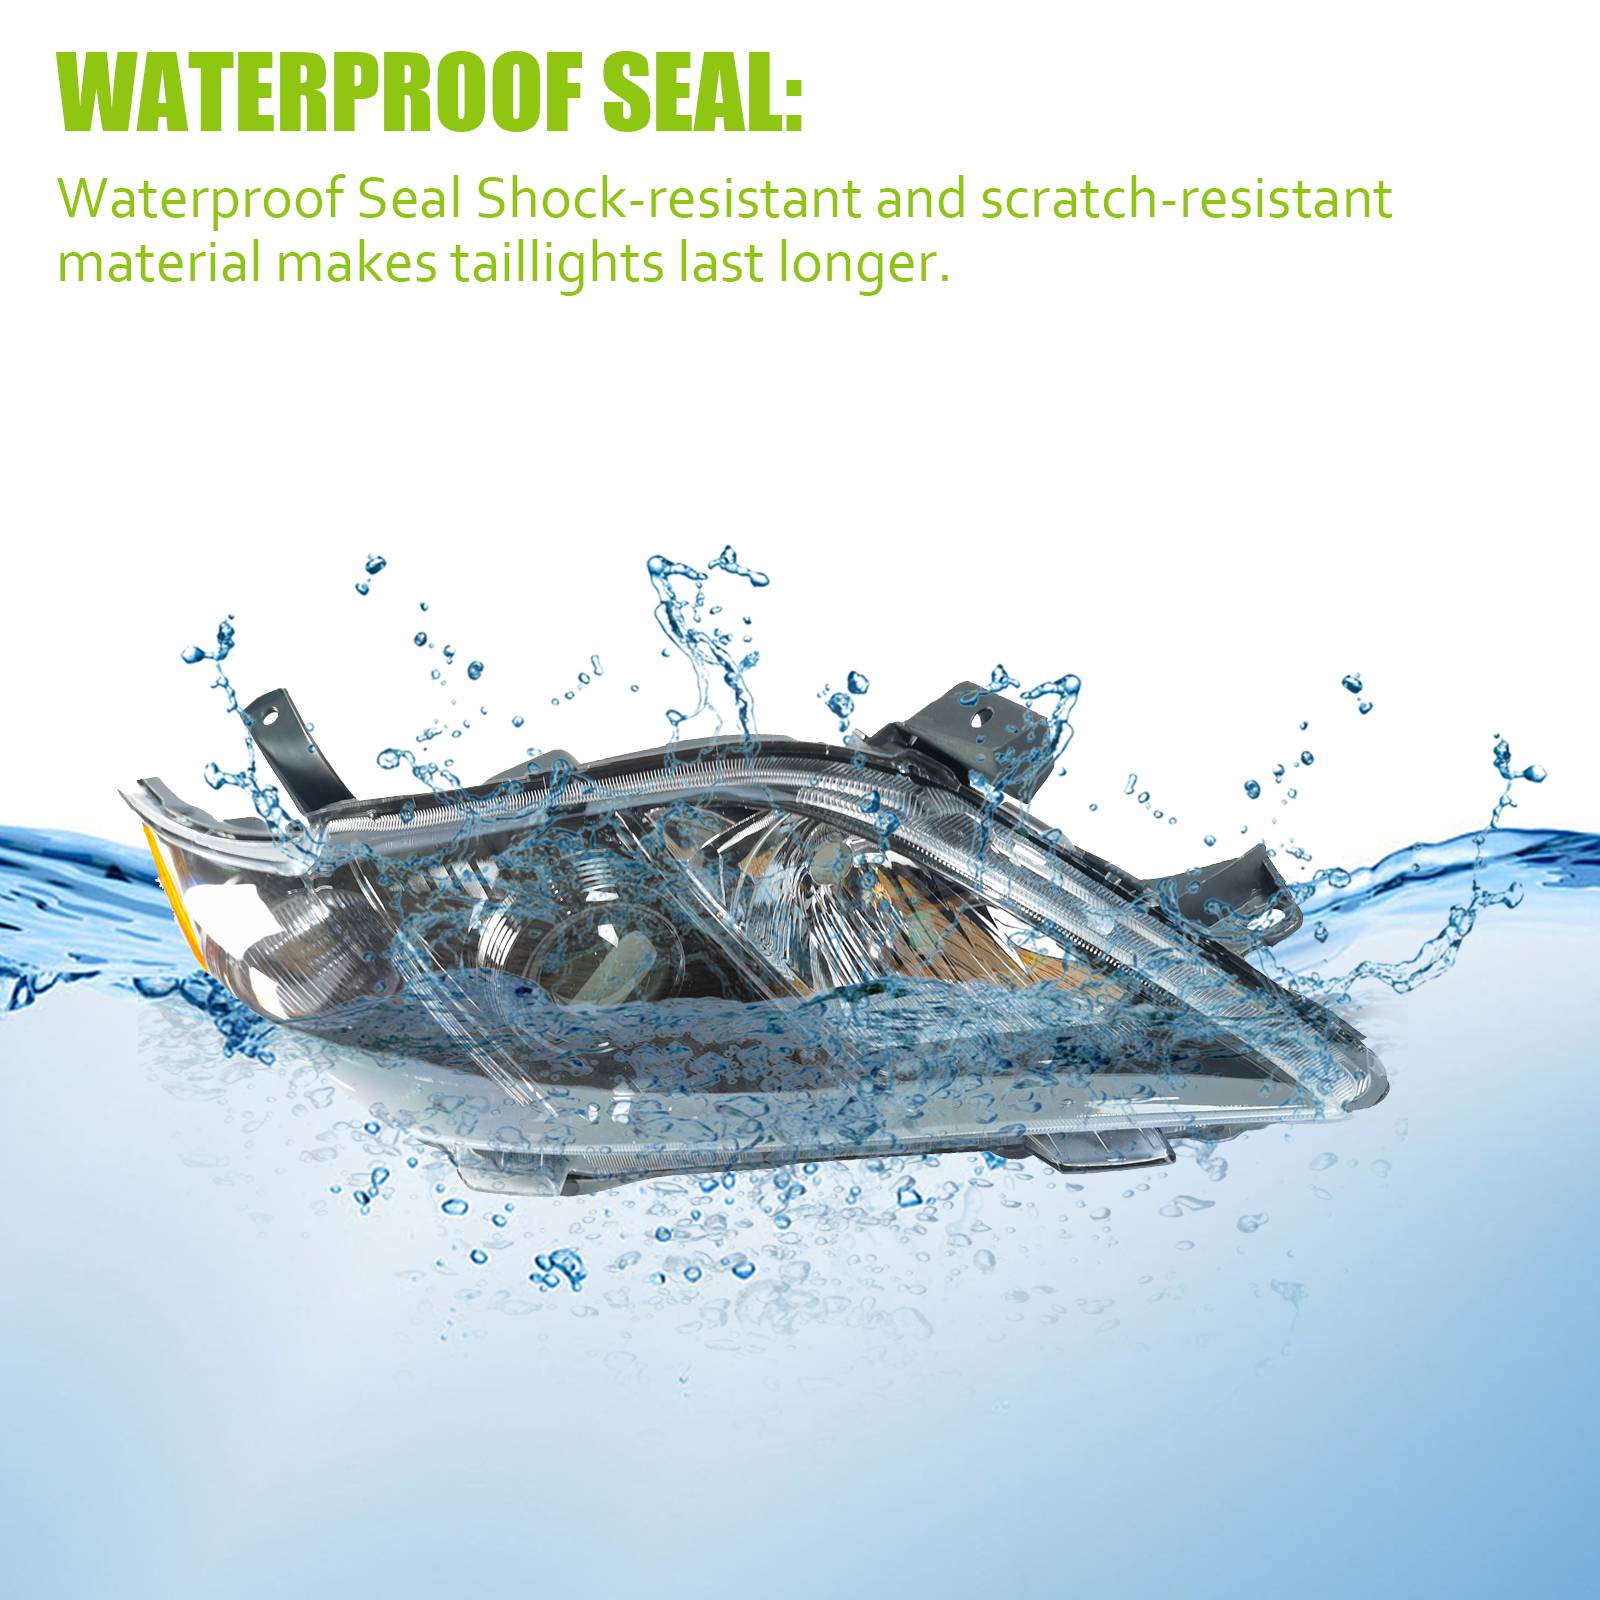 WATERPROOF SEAL:
Waterproof Seal Shock-resistant and scratch-resistant
material makes taillights last longer.